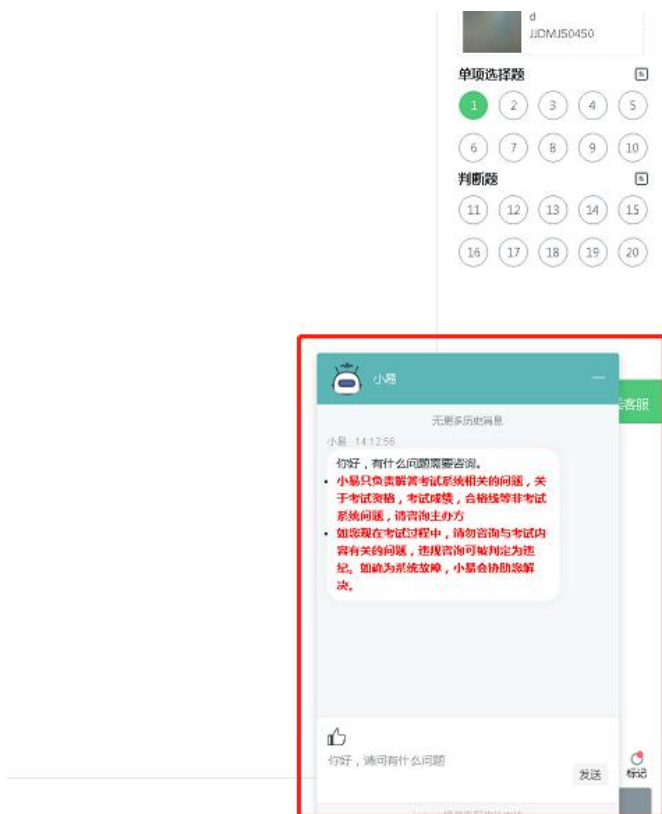 d
JJDMJ50450
单项选择题
1 2 3 4 5
6 7 8 9 10
判断题
11 12 13 14 15
16 17 18 19 20
小易
客服
无更多历史消息
小易 14:12:56
你好，有什么问题需要咨询。
小易只负责解答考试系统相关的问题，关
于考试资格，考试成绩，合格线等非考试
系统问题，请咨询主办方
如您现在考试过程中，请勿咨询与考试内
容有关的问题，违规咨询可被判定为违
纪。如确为系统故障，小易会协助您解
决。
你好，请问有什么问题
发送
标记